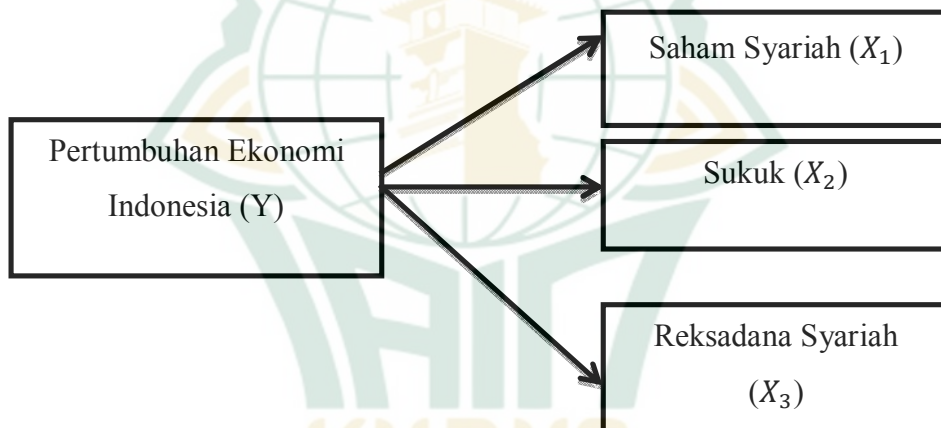 Saham Syariah (X₁)
Pertumbuhan Ekonomi
Indonesia (Y)
Sukuk (X₂)
Reksadana Syariah
(X₃)